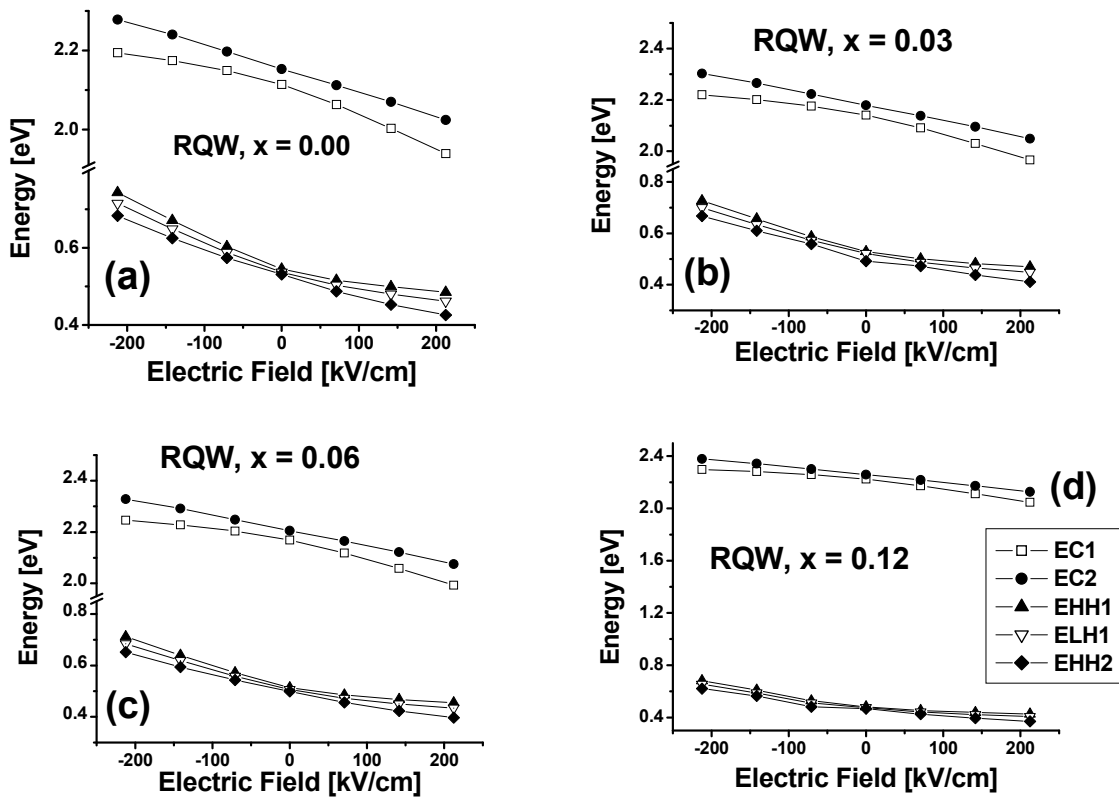 Energy [eV]
2.2
2.0
0.6
0.4
RQW, x = 0.00
(a)
-200 -100 0 100 200
Electric Field [kV/cm]
Energy [eV]
2.4
2.2
2.0
0.8
0.6
0.4
RQW, x = 0.03
(b)
-200 -100 0 100 200
Electric Field [kV/cm]
Energy [eV]
2.4
2.2
2.0
0.8
0.6
0.4
RQW, x = 0.06
(c)
-200 -100 0 100 200
Electric Field [kV/cm]
Energy [eV]
2.4
2.0
1.6
1.2
0.8
0.4
(d)
RQW, x = 0.12
EC1
EC2
EHH1
ELH1
EHH2
-200 -100 0 100 200
Electric Field [kV/cm]